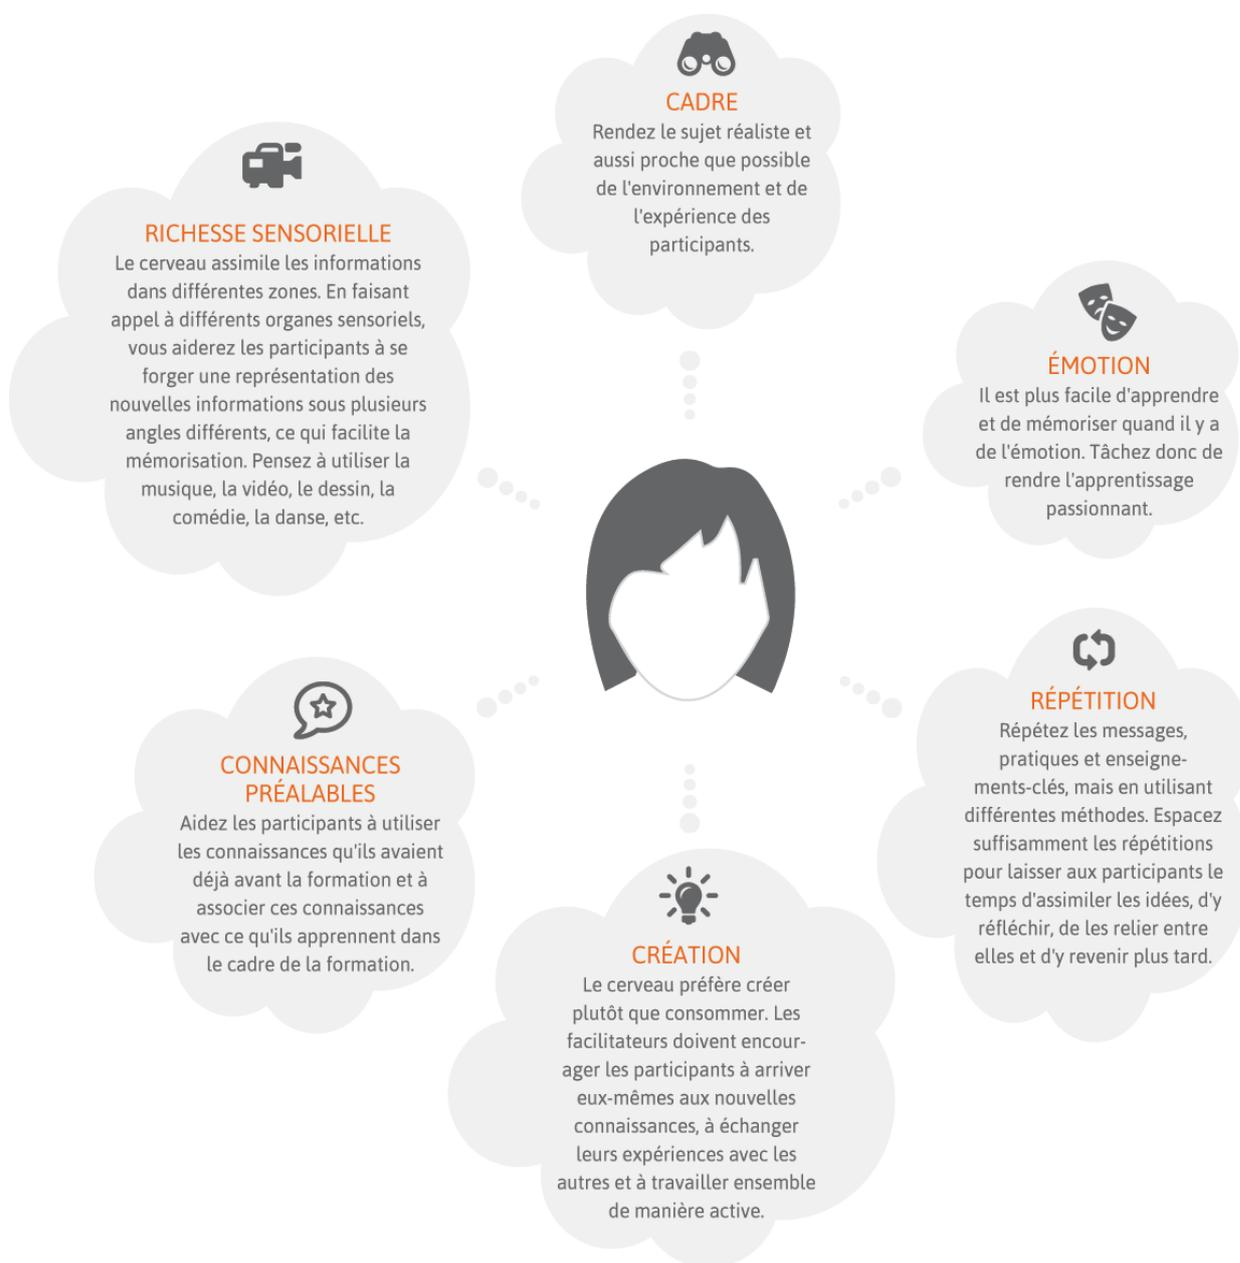 CADRE
Rendez le sujet réaliste et
aussi proche que possible
de l'environnement et de
l'expérience des
participants.
RICHESSE SENSORIELLE
Le cerveau assimile les informations
dans différentes zones. En faisant
appel à différents organes sensoriels,
vous aiderez les participants à se
forger une représentation des
nouvelles informations sous plusieurs
angles différents, ce qui facilite la
mémorisation. Pensez à utiliser la
musique, la vidéo, le dessin, la
comédie, la danse, etc.
ÉMOTION
Il est plus facile d'apprendre
et de mémoriser quand il y a
de l'émotion. Tâchez donc de
rendre l'apprentissage
passionnant.
RÉPÉTITION
Répétez les messages,
pratiques et enseigne-
ments-clés, mais en utilisant
différentes méthodes. Espacez
suffisamment les répétitions
pour laisser aux participants le
temps d'assimiler les idées, d'y
réfléchir, de les relier entre
elles et d'y revenir plus tard.
CONNAISSANCES
PRÉALABLES
Aidez les participants à utiliser
les connaissances qu'ils avaient
déjà avant la formation et à
associer ces connaissances
avec ce qu'ils apprennent dans
le cadre de la formation.
CRÉATION
Le cerveau préfère créer
plutôt que consommer. Les
facilitateurs doivent encour-
ager les participants à arriver
eux-mêmes aux nouvelles
connaissances, à échanger
leurs expériences avec les
autres et à travailler ensemble
de manière active.